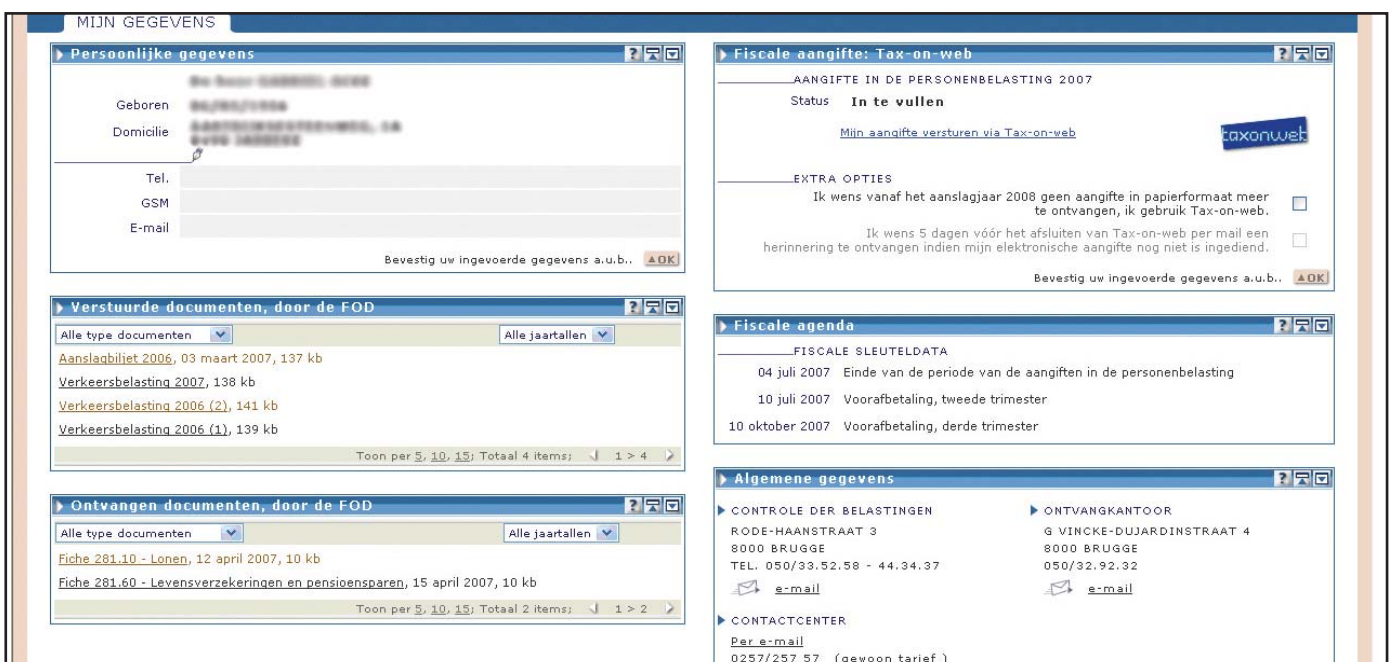 MIJN GEGEVENS
Persoonlijke gegevens
Geboren
Domicilie
Tel.
GSM
E-mail
Bevestig uw ingevoerde gegevens a.u.b.. OK
Verstuurde documenten, door de FOD
Alle type documenten Alle jaartallen
Aanslagbiljet 2006, 03 maart 2007, 137 kb
Verkeersbelasting 2007, 138 kb
Verkeersbelasting 2006 (2), 141 kb
Verkeersbelasting 2006 (1), 139 kb
Toon per 5, 10, 15; Totaal 4 items; 1 > 4
Ontvangen documenten, door de FOD
Alle type documenten Alle jaartallen
Fiche 281.10 - Lonen, 12 april 2007, 10 kb
Fiche 281.60 - Levensverzekeringen en pensioensparen, 15 april 2007, 10 kb
Toon per 5, 10, 15; Totaal 2 items; 1 > 2
Fiscale aangifte: Tax-on-web
AANGIFTE IN DE PERSONENBELASTING 2007
Status In te vullen
Mijn aangifte versturen via Tax-on-web
taxonweb
EXTRA OPTIES
Ik wens vanaf het aanslagjaar 2008 geen aangifte in papierformaat meer
te ontvangen, ik gebruik Tax-on-web.
Ik wens 5 dagen vóór het afsluiten van Tax-on-web per mail een
herinnering te ontvangen indien mijn elektronische aangifte nog niet is ingediend.
Bevestig uw ingevoerde gegevens a.u.b.. OK
Fiscale agenda
FISCALE SLEUTELDATA
04 juli 2007 Einde van de periode van de aangiften in de personenbelasting
10 juli 2007 Voorafbetaling, tweede trimester
10 oktober 2007 Voorafbetaling, derde trimester
Algemene gegevens
CONTROLE DER BELASTINGEN
RODE-HAANSTRAAT 3
8000 BRUGGE
TEL. 050/33.52.58 - 44.34.37
e-mail
ONTVANGKANTOOR
G VINCKE-DUJARDINSTRAAT 4
8000 BRUGGE
050/32.92.32
e-mail
CONTACTCENTER
Per e-mail
0257/257 57 (gewoon tarief )